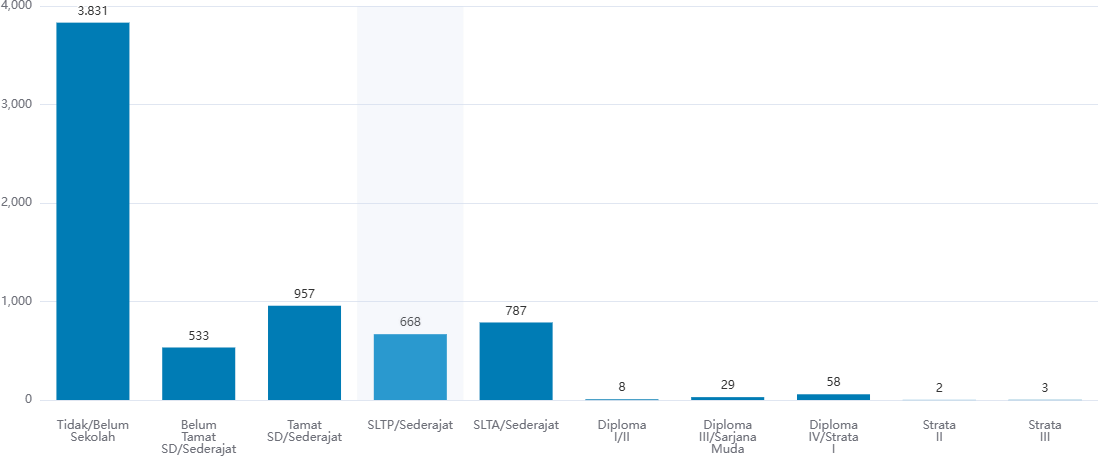 4,000
3,000
2,000
1,000
0
3.831
533
957
668
787
8
29
58
2
3
Tidak/Belum
Sekolah
Belum
Tamat
SD/Sederajat
Tamat
SD/Sederajat
SLTP/Sederajat
SLTA/Sederajat
Diploma
I/II
Diploma
III/Sarjana
Muda
Diploma
IV/Strata
I
Strata
II
Strata
III